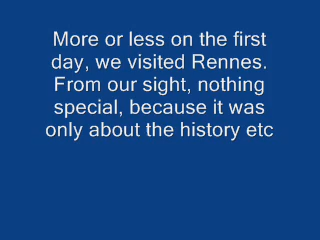 More or less on the first
day, we visited Rennes.
From our sight, nothing
special, because it was
only about the history etc